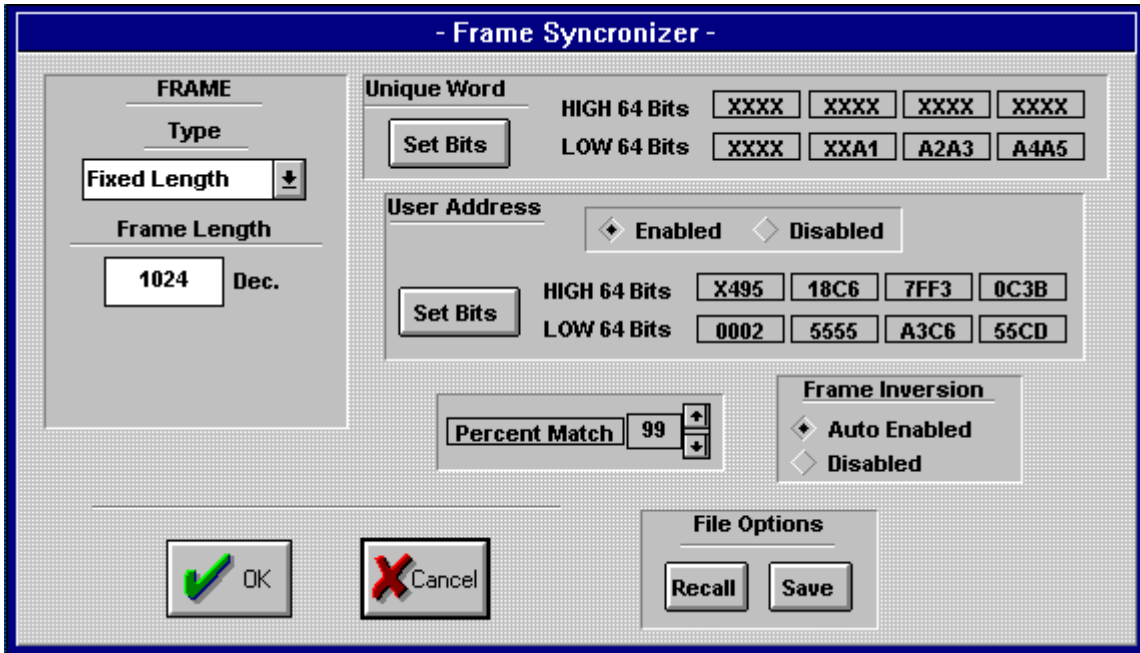 - Frame Syncronizer -
FRAME
Type
Fixed Length
Frame Length
1024 Dec.
Unique Word
Set Bits
HIGH 64 Bits XXXX XXXX XXXX XXXX
LOW 64 Bits XXXX XXA1 A2A3 A4A5
User Address
Enabled Disabled
Set Bits
HIGH 64 Bits X495 18C6 7FF3 0C3B
LOW 64 Bits 0002 5555 A3C6 55CD
Percent Match 99
Frame Inversion
Auto Enabled
Disabled
OK
Cancel
File Options
Recall Save